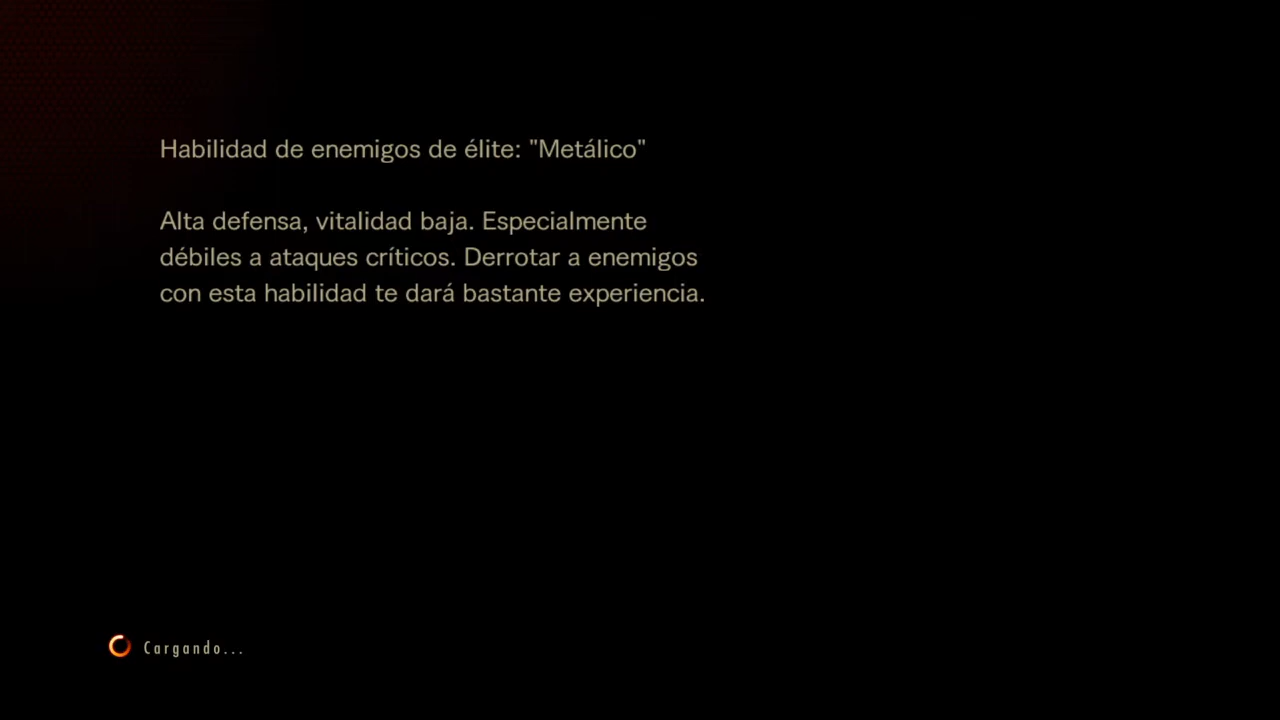 Habilidad de enemigos de élite: "Metálico"
Alta defensa, vitalidad baja. Especialmente
débiles a ataques críticos. Derrotar a enemigos
con esta habilidad te dará bastante experiencia.
Cargando...